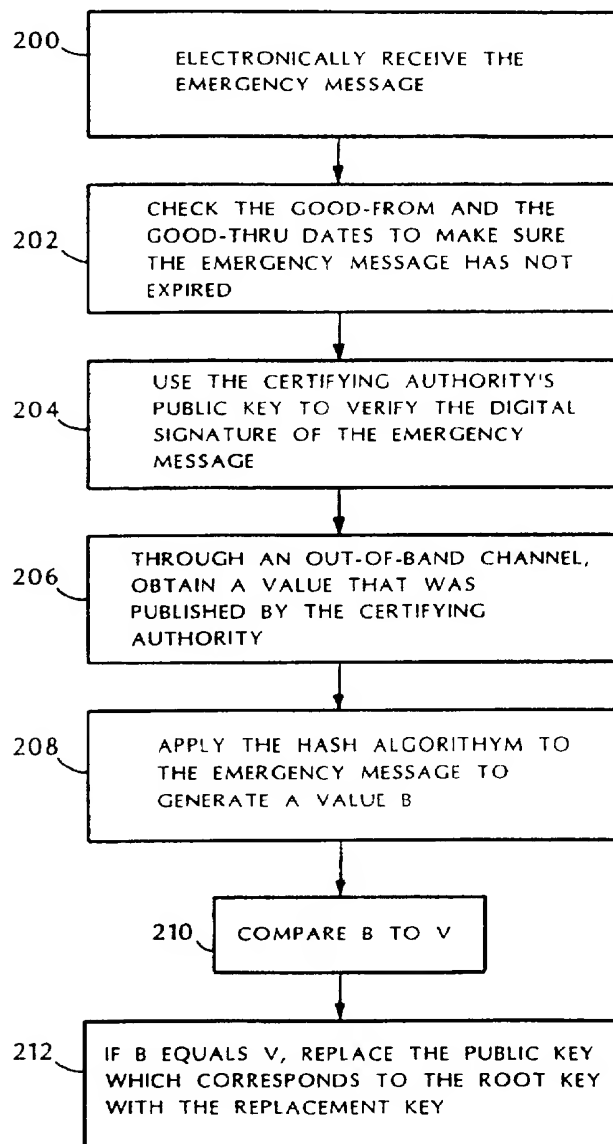 200
ELECTRONICALLY RECEIVE THE
EMERGENCY MESSAGE
202
CHECK THE GOOD-FROM AND THE
GOOD-THRU DATES TO MAKE SURE
THE EMERGENCY MESSAGE HAS NOT
EXPIRED
204
USE THE CERTIFYING AUTHORITY'S
PUBLIC KEY TO VERIFY THE DIGITAL
SIGNATURE OF THE EMERGENCY
MESSAGE
206
THROUGH AN OUT-OF-BAND CHANNEL,
OBTAIN A VALUE THAT WAS
PUBLISHED BY THE CERTIFYING
AUTHORITY
208
APPLY THE HASH ALGORITHYM TO
THE EMERGENCY MESSAGE TO
GENERATE A VALUE B
210
COMPARE B TO V
212
IF B EQUALS V, REPLACE THE PUBLIC KEY
WHICH CORRESPONDS TO THE ROOT KEY
WITH THE REPLACEMENT KEY